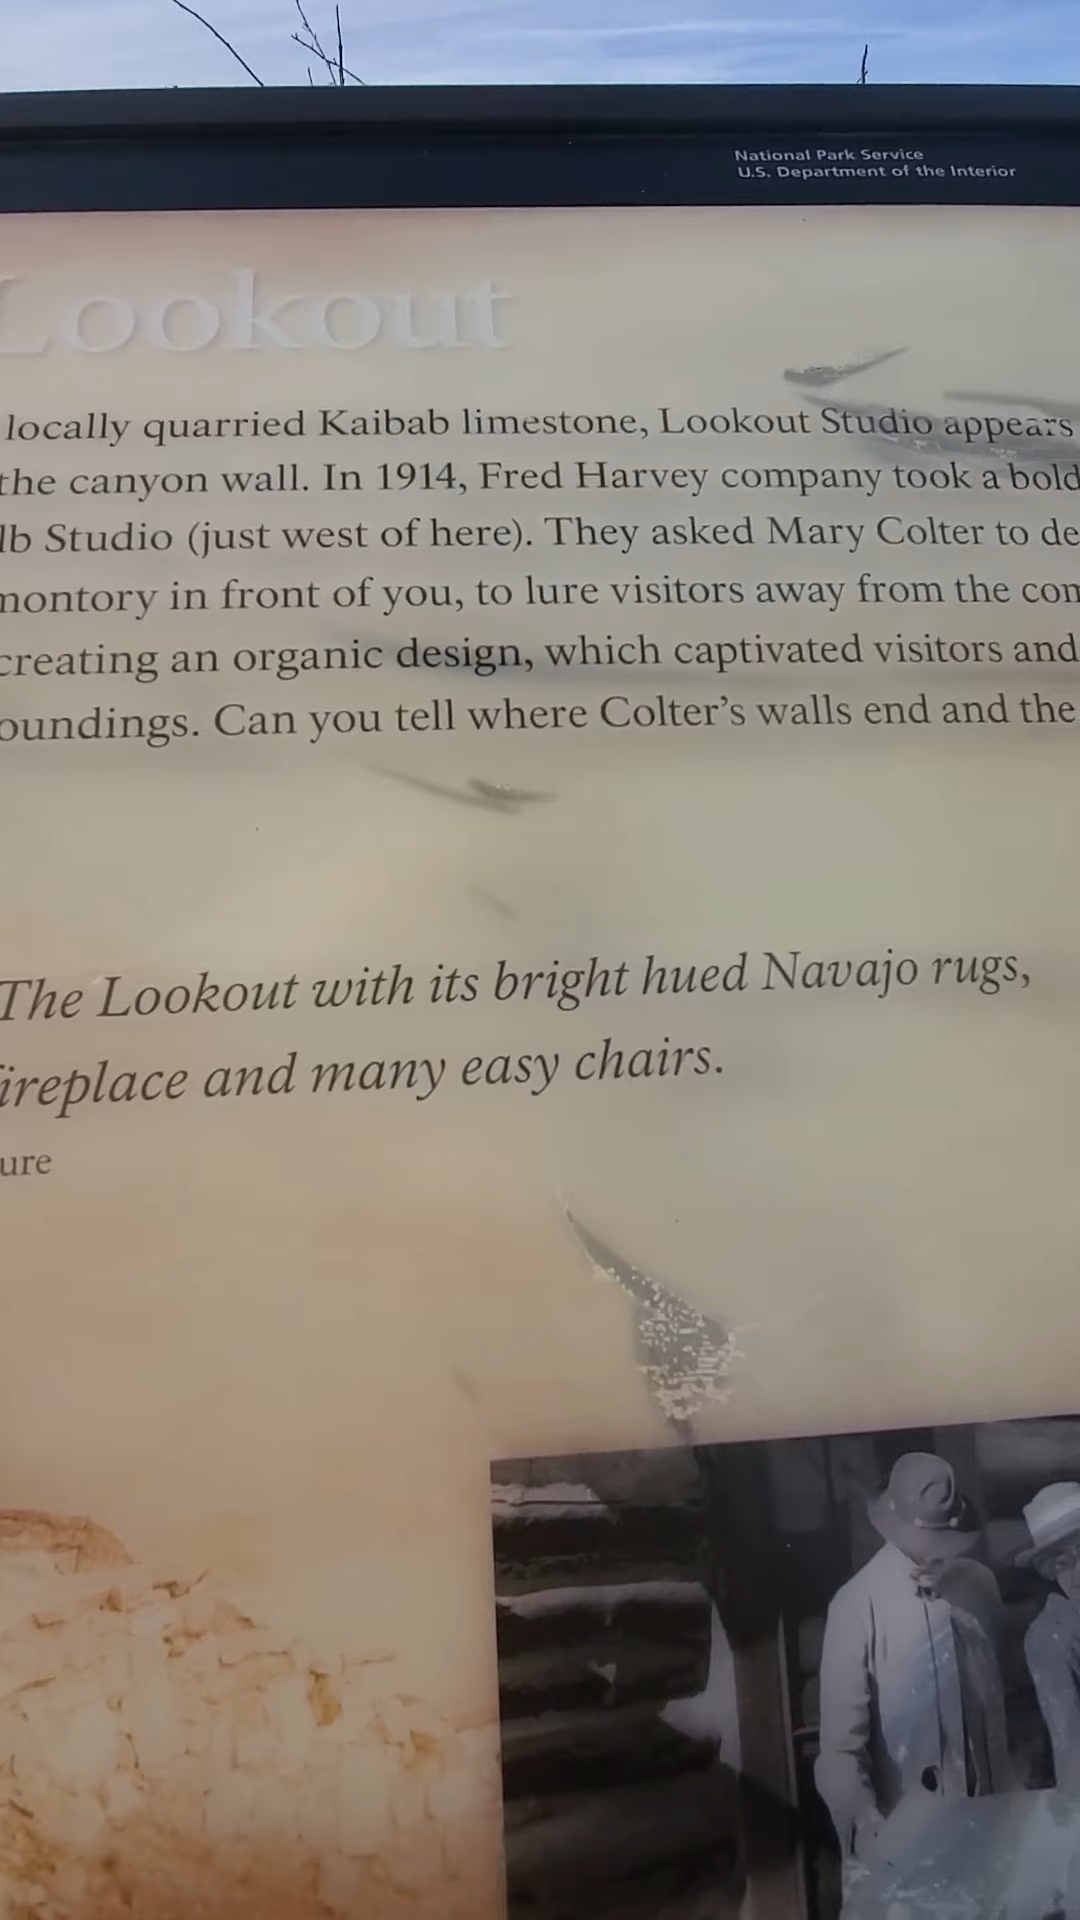 National Park Service
U.S. Department of the Interior
Lookout
locally quarried Kaibab limestone, Lookout Studio appears
the canyon wall. In 1914, Fred Harvey company took a bold
lb Studio (just west of here). They asked Mary Colter to de
montory in front of you, to lure visitors away from the com
creating an organic design, which captivated visitors and
oundings. Can you tell where Colter's walls end and the
The Lookout with its bright hued Navajo rugs,
ireplace and many easy chairs.
ure